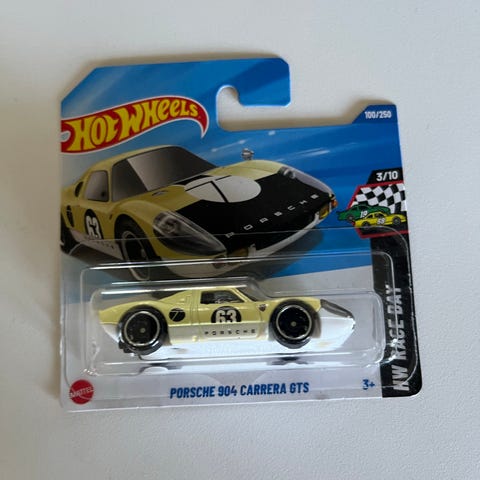 HOT WHEELS
100/250
3/10
63
PORSCHE
63
PORSCHE
HW RACE DAY
MATTEL
PORSCHE 904 CARRERA GTS
3+